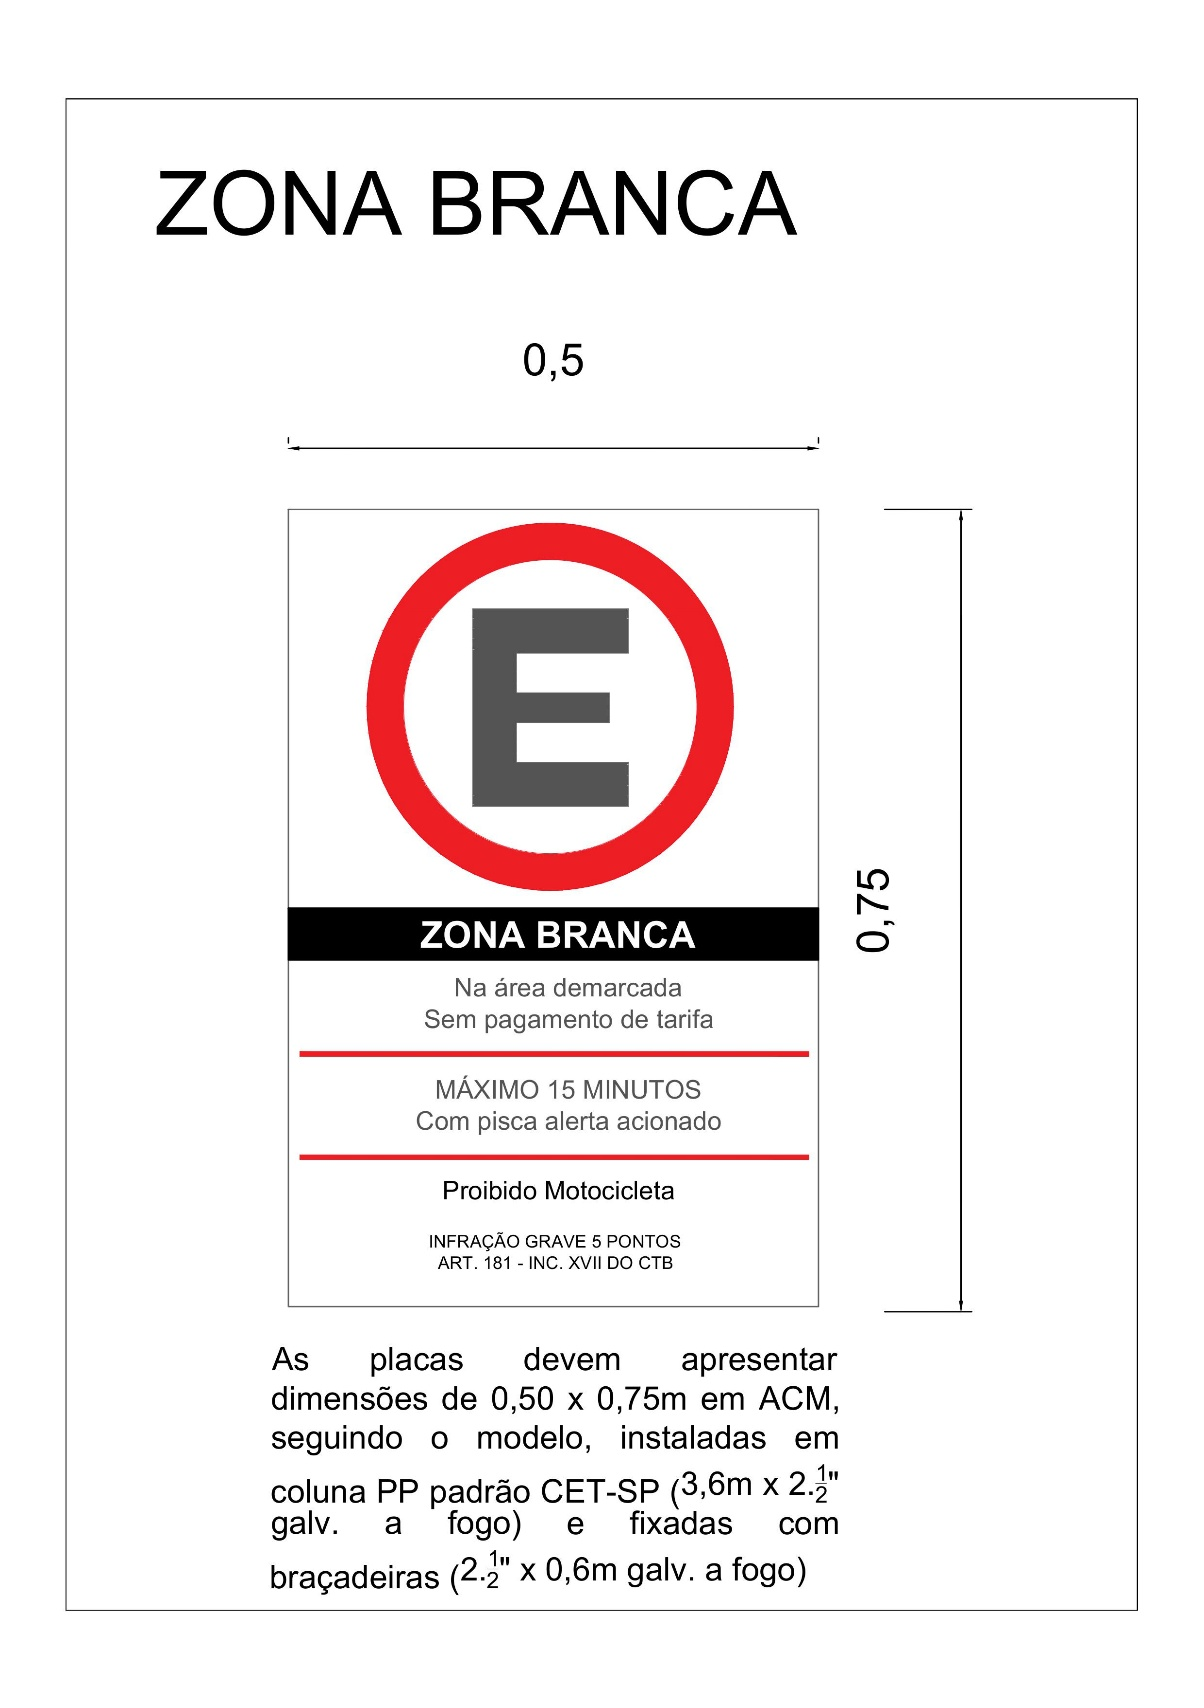 ZONA BRANCA
0,5
E
0,75
ZONA BRANCA
Na área demarcada
Sem pagamento de tarifa
MÁXIMO 15 MINUTOS
Com pisca alerta acionado
Proibido Motocicleta
INFRAÇÃO GRAVE 5 PONTOS
ART. 181 - INC. XVII DO CTB
As placas devem apresentar
dimensões de 0,50 x 0,75m em ACM,
seguindo o modelo, instaladas em
coluna PP padrão CET-SP (3,6m x 2.½"
galv. a fogo) e fixadas com
braçadeiras (2.½" x 0,6m galv. a fogo)